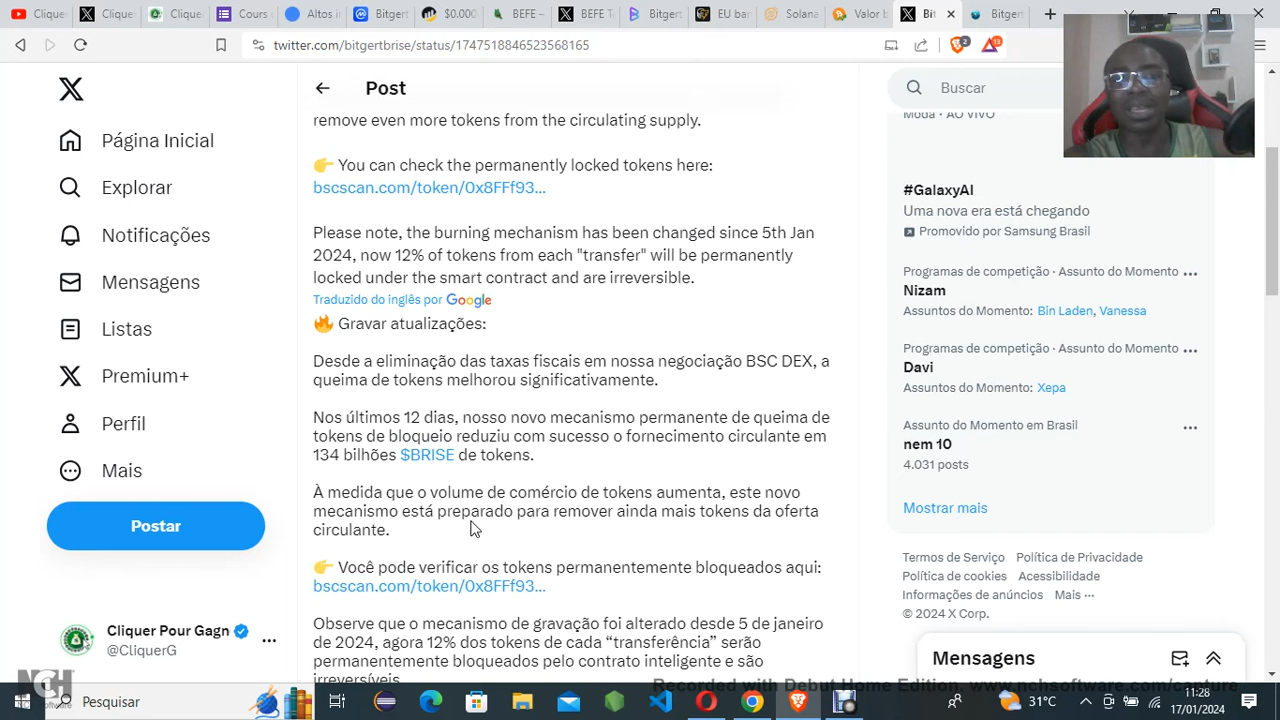 Clique
Clique
Clique
Curs
Altos ir
Bitgert
$0.000
BEFE –
BEFE T
Bitgert
EU bar
Solana
Valor b
Bit
Bitger
twitter.com/bitgertbrise/status/1747518846523568165
2
13
Página Inicial
Explorar
Notificações
Mensagens
Listas
Premium+
Perfil
Mais
Postar
Cliquer Pour Gagn
@CliquerG
Post
remove even more tokens from the circulating supply.
👉 You can check the permanently locked tokens here:
bscscan.com/token/0x8FFf93...
Please note, the burning mechanism has been changed since 5th Jan
2024, now 12% of tokens from each "transfer" will be permanently
locked under the smart contract and are irreversible.
Traduzido do inglês por Google
🔥 Gravar atualizações:
Desde a eliminação das taxas fiscais em nossa negociação BSC DEX, a
queima de tokens melhorou significativamente.
Nos últimos 12 dias, nosso novo mecanismo permanente de queima de
tokens de bloqueio reduziu com sucesso o fornecimento circulante em
134 bilhões $BRISE de tokens.
À medida que o volume de comércio de tokens aumenta, este novo
mecanismo está preparado para remover ainda mais tokens da oferta
circulante.
👉 Você pode verificar os tokens permanentemente bloqueados aqui:
bscscan.com/token/0x8FFf93...
Observe que o mecanismo de gravação foi alterado desde 5 de janeiro
de 2024, agora 12% dos tokens de cada “transferência” serão
permanentemente bloqueados pelo contrato inteligente e são
irreversíveis.
Buscar
Moda · AO VIVO
#GalaxyAI
Uma nova era está chegando
Promovido por Samsung Brasil
Programas de competição · Assunto do Momento
Nizam
Assuntos do Momento: Bin Laden, Vanessa
Programas de competição · Assunto do Momento
Davi
Assuntos do Momento: Xepa
Assunto do Momento em Brasil
nem 10
4.031 posts
Mostrar mais
Termos de Serviço Política de Privacidade
Política de cookies Acessibilidade
Informações de anúncios Mais ···
© 2024 X Corp.
Mensagens
NCH
Recorded with Debut Home Edition. www.nchsoftware.com/capture
Pesquisar
31°C
11:28
17/01/2024